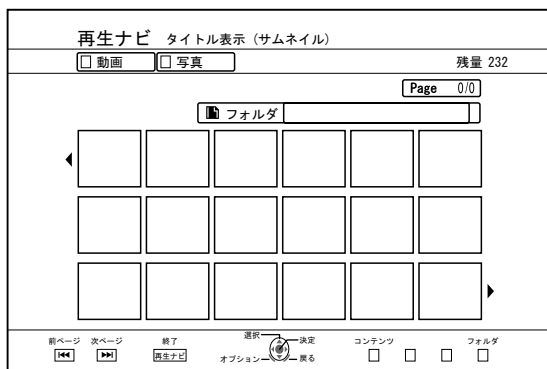 再生ナビ タイトル表示（サムネイル）
動画 写真 残量 232
Page 0/0
フォルダ
前ページ 次ページ 終了 選択 決定 コンテンツ フォルダ
再生ナビ オプション 戻る